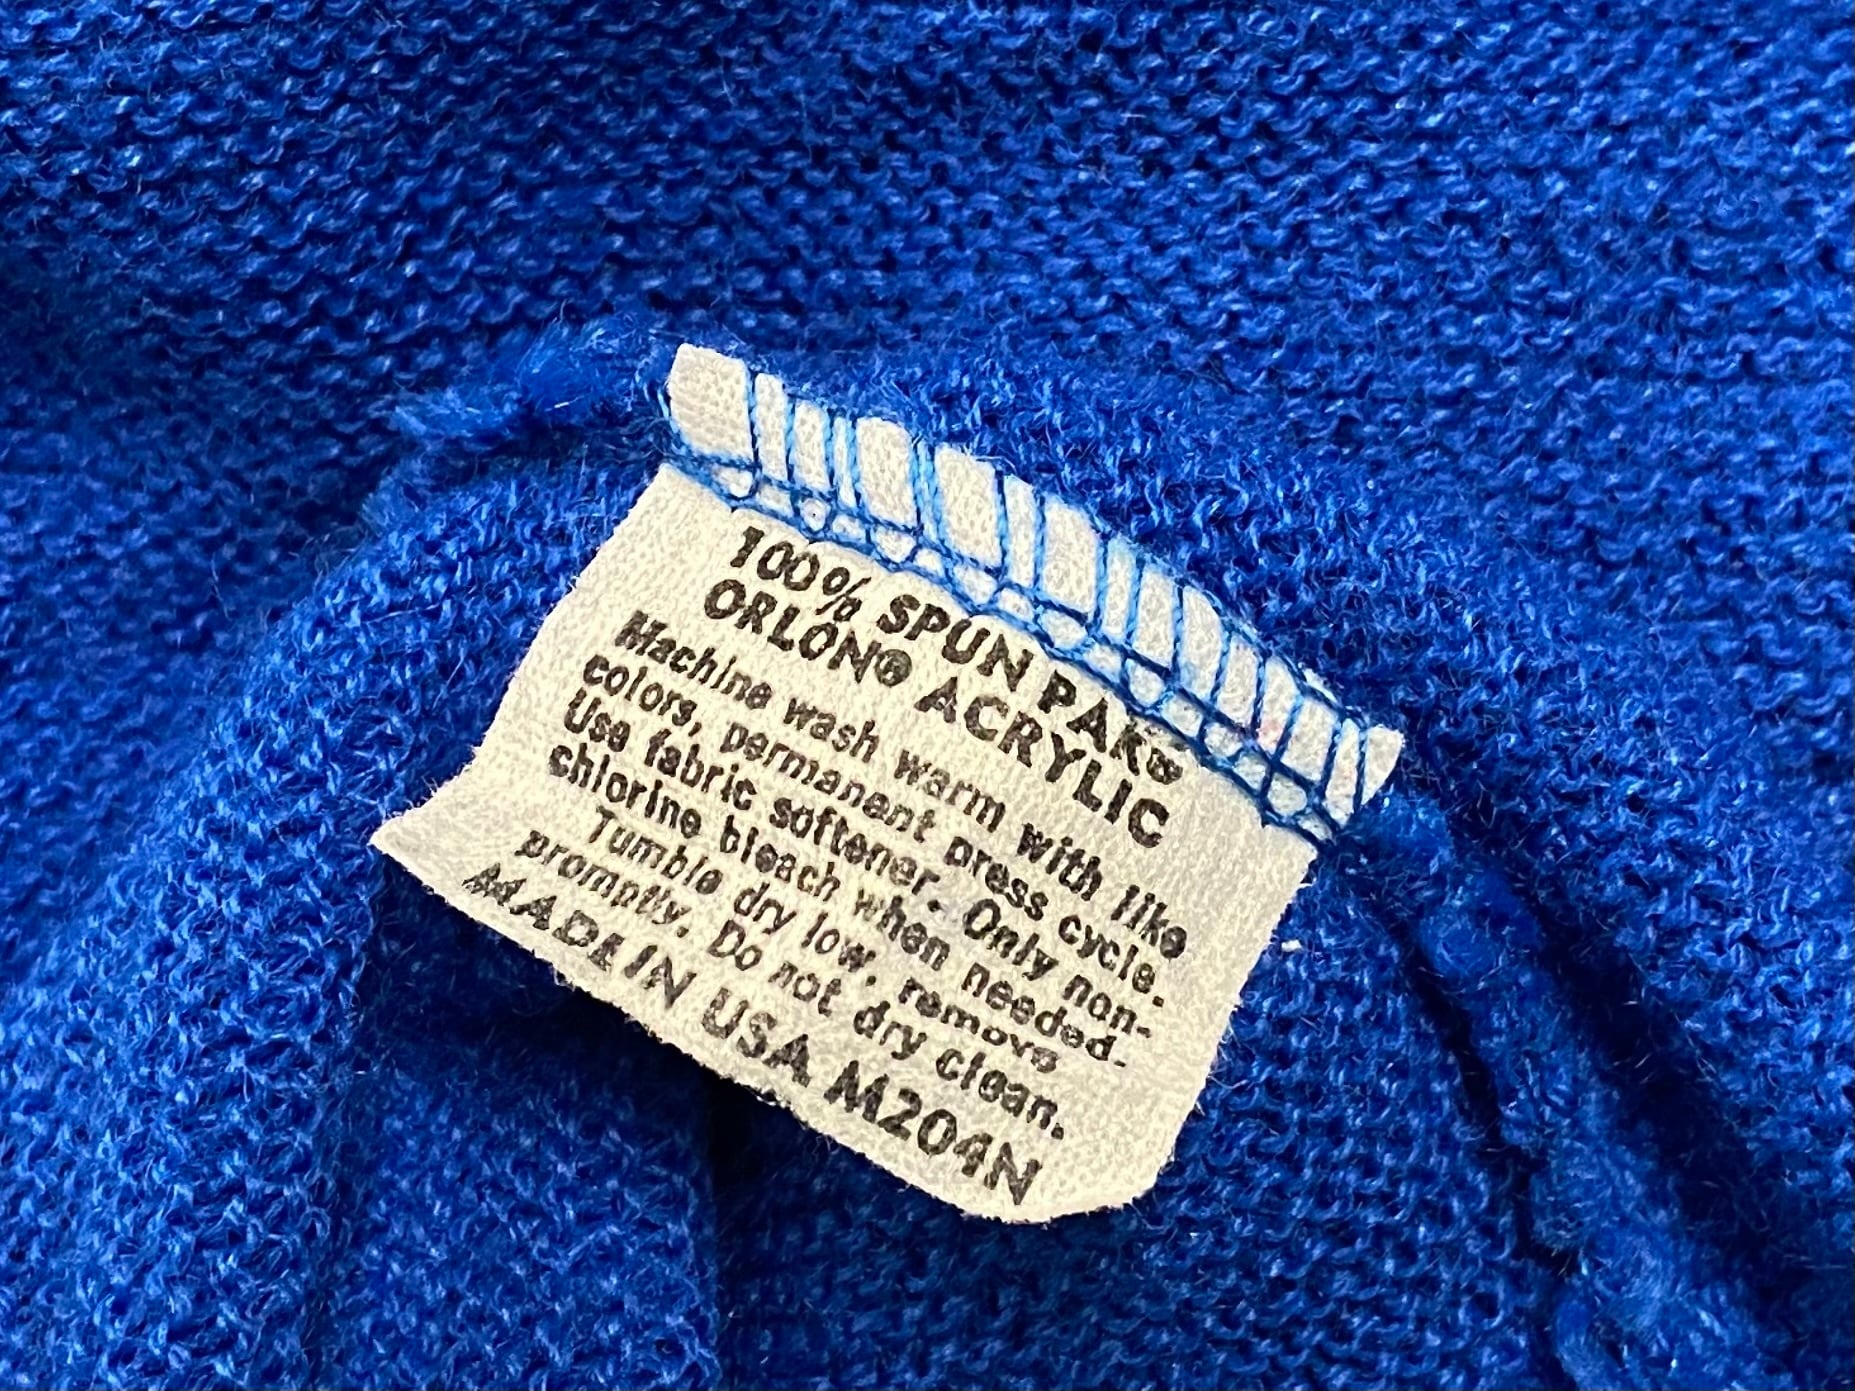 100% SPUN PAK®
ORLON® ACRYLIC
Machine wash warm with like
colors, permanent press cycle.
Use fabric softener. Only non-
chlorine bleach when needed.
Tumble dry low, remove
promptly. Do not dry clean.
MADE IN USA M204N